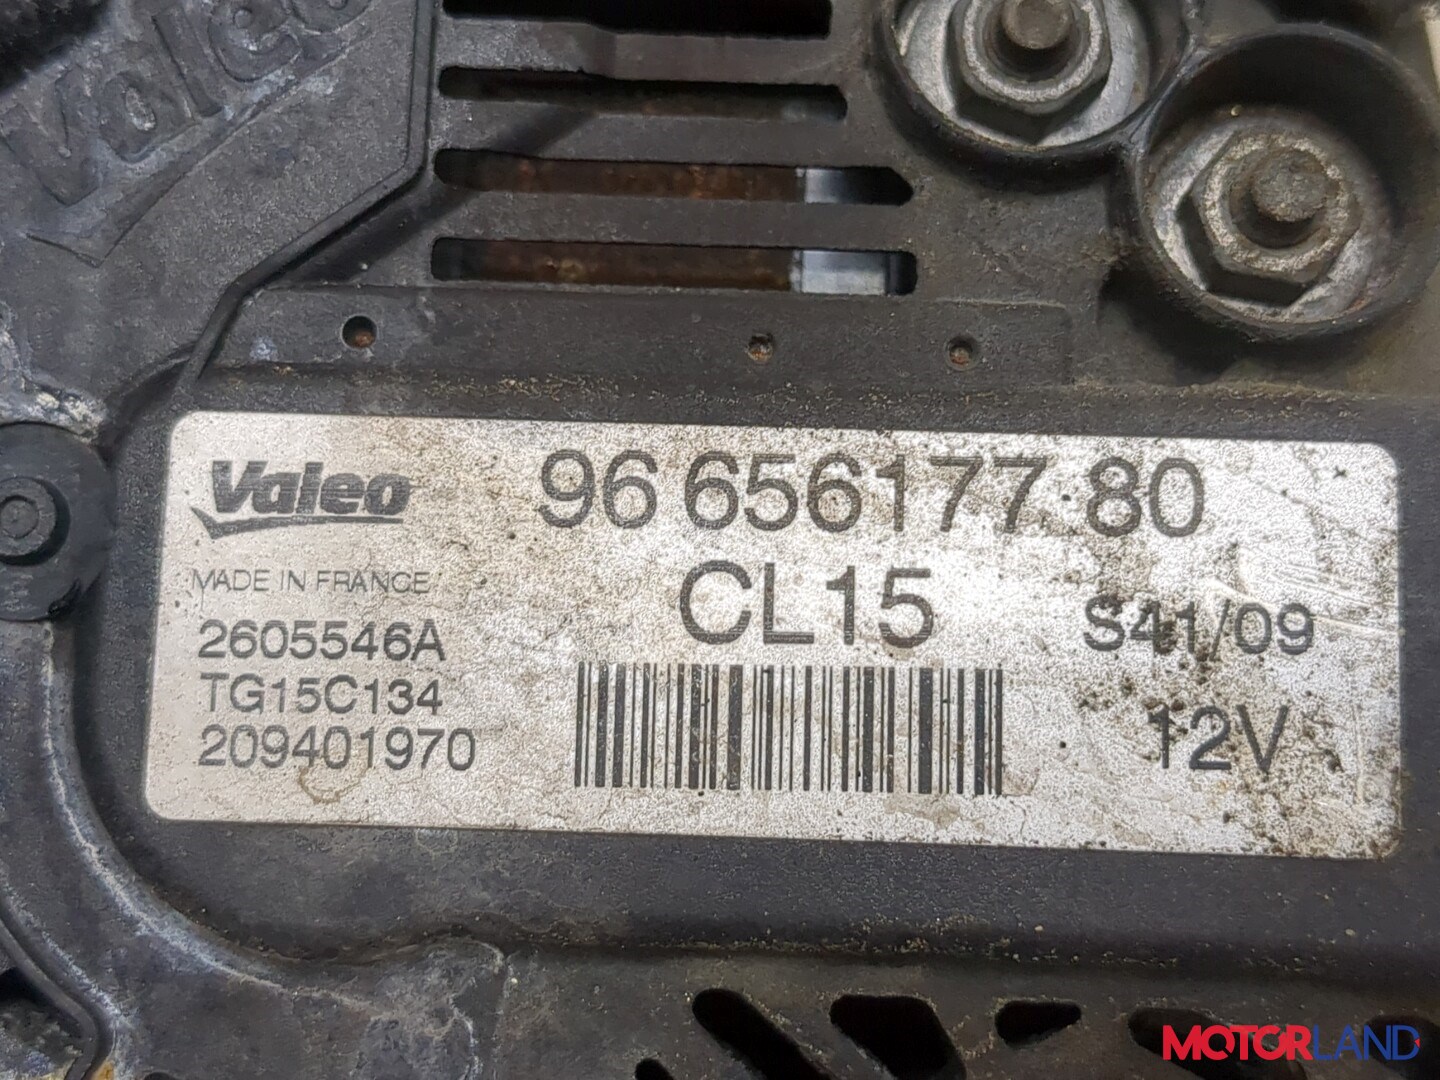 Valeo
Valeo
96 656177 80
MADE IN FRANCE
CL15
S41/09
2605546A
TG15C134
209401970
12V
MOTORLAND